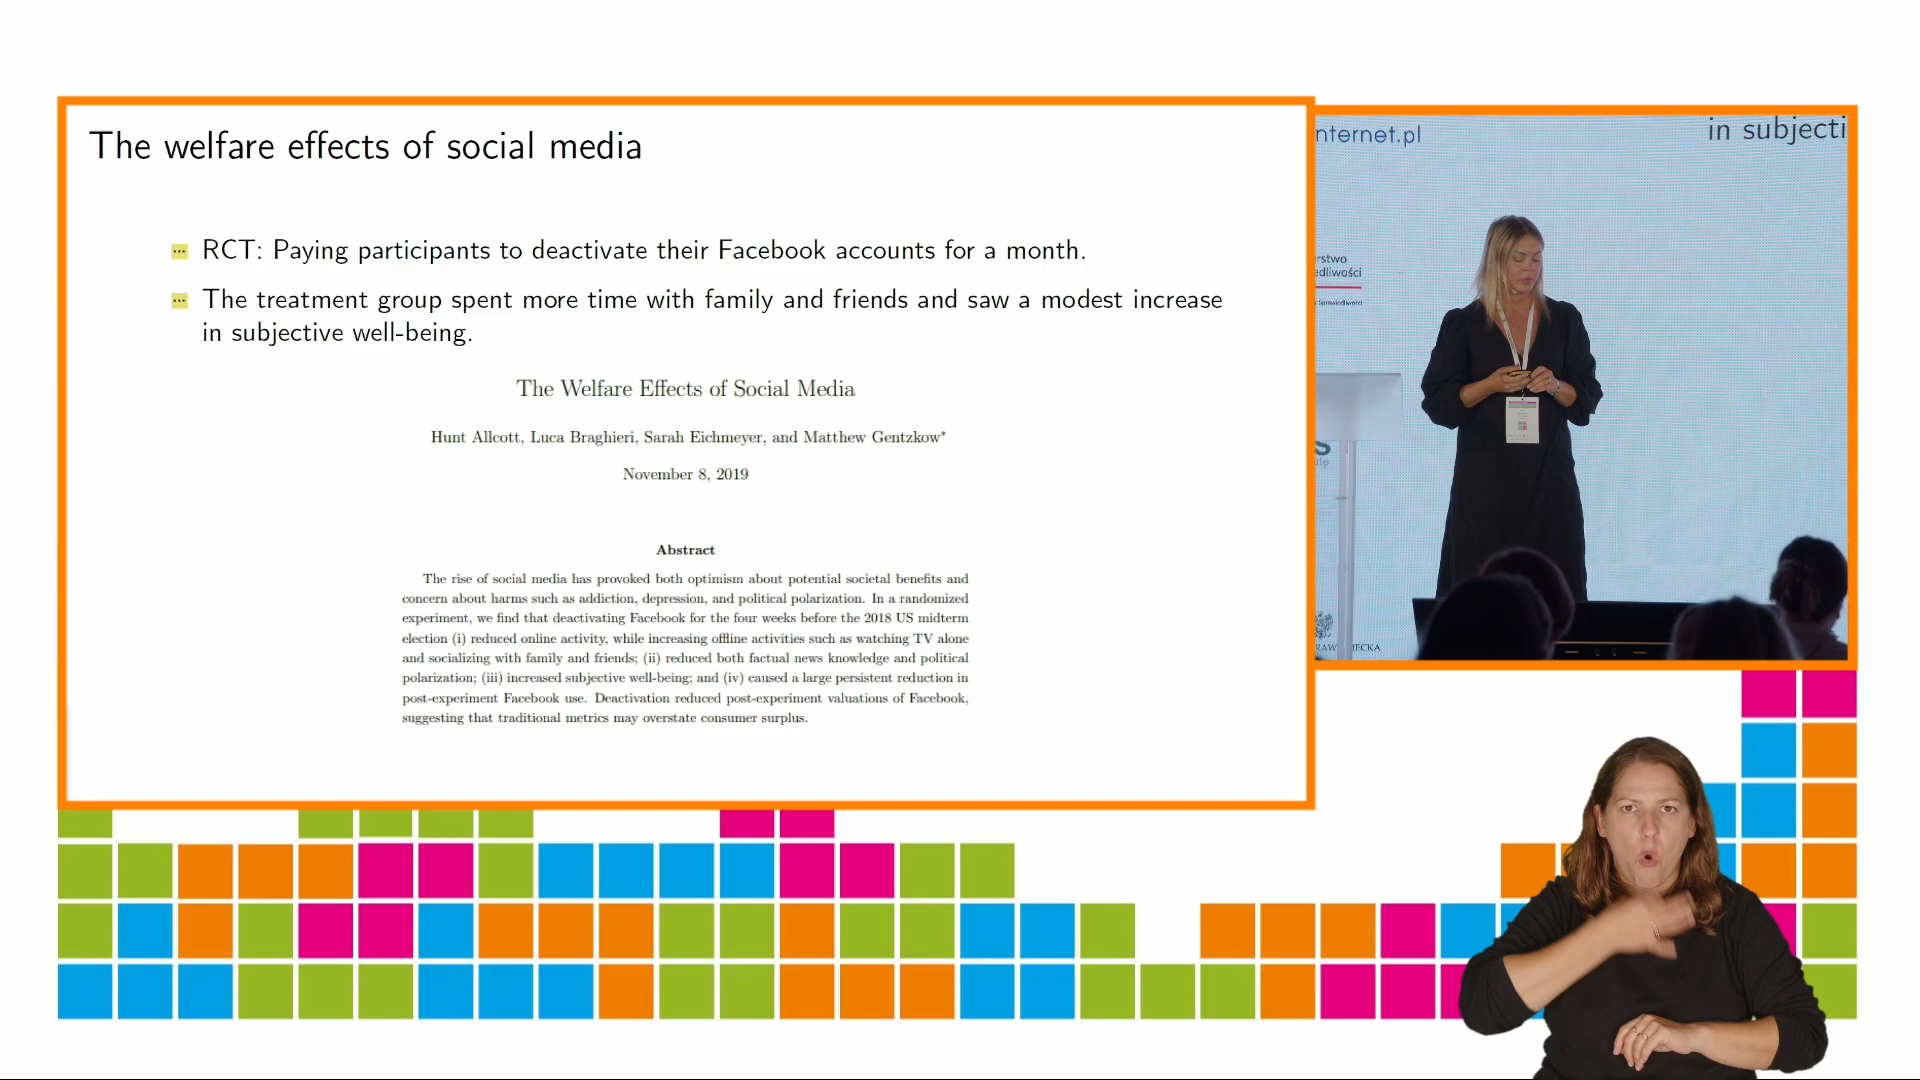 The welfare effects of social media
RCT: Paying participants to deactivate their Facebook accounts for a month.
The treatment group spent more time with family and friends and saw a modest increase
in subjective well-being.
The Welfare Effects of Social Media
Hunt Allcott, Luca Braghieri, Sarah Eichmeyer, and Matthew Gentzkow*
November 8, 2019
Abstract
The rise of social media has provoked both optimism about potential societal benefits and
concern about harms such as addiction, depression, and political polarization. In a randomized
experiment, we find that deactivating Facebook for the four weeks before the 2018 US midterm
election (i) reduced online activity, while increasing offline activities such as watching TV alone
and socializing with family and friends; (ii) reduced both factual news knowledge and political
polarization; (iii) increased subjective well-being; and (iv) caused a large persistent reduction in
post-experiment Facebook use. Deactivation reduced post-experiment valuations of Facebook,
suggesting that traditional metrics may overstate consumer surplus.
nternet.pl
in subjecti
rstwo
edliwości